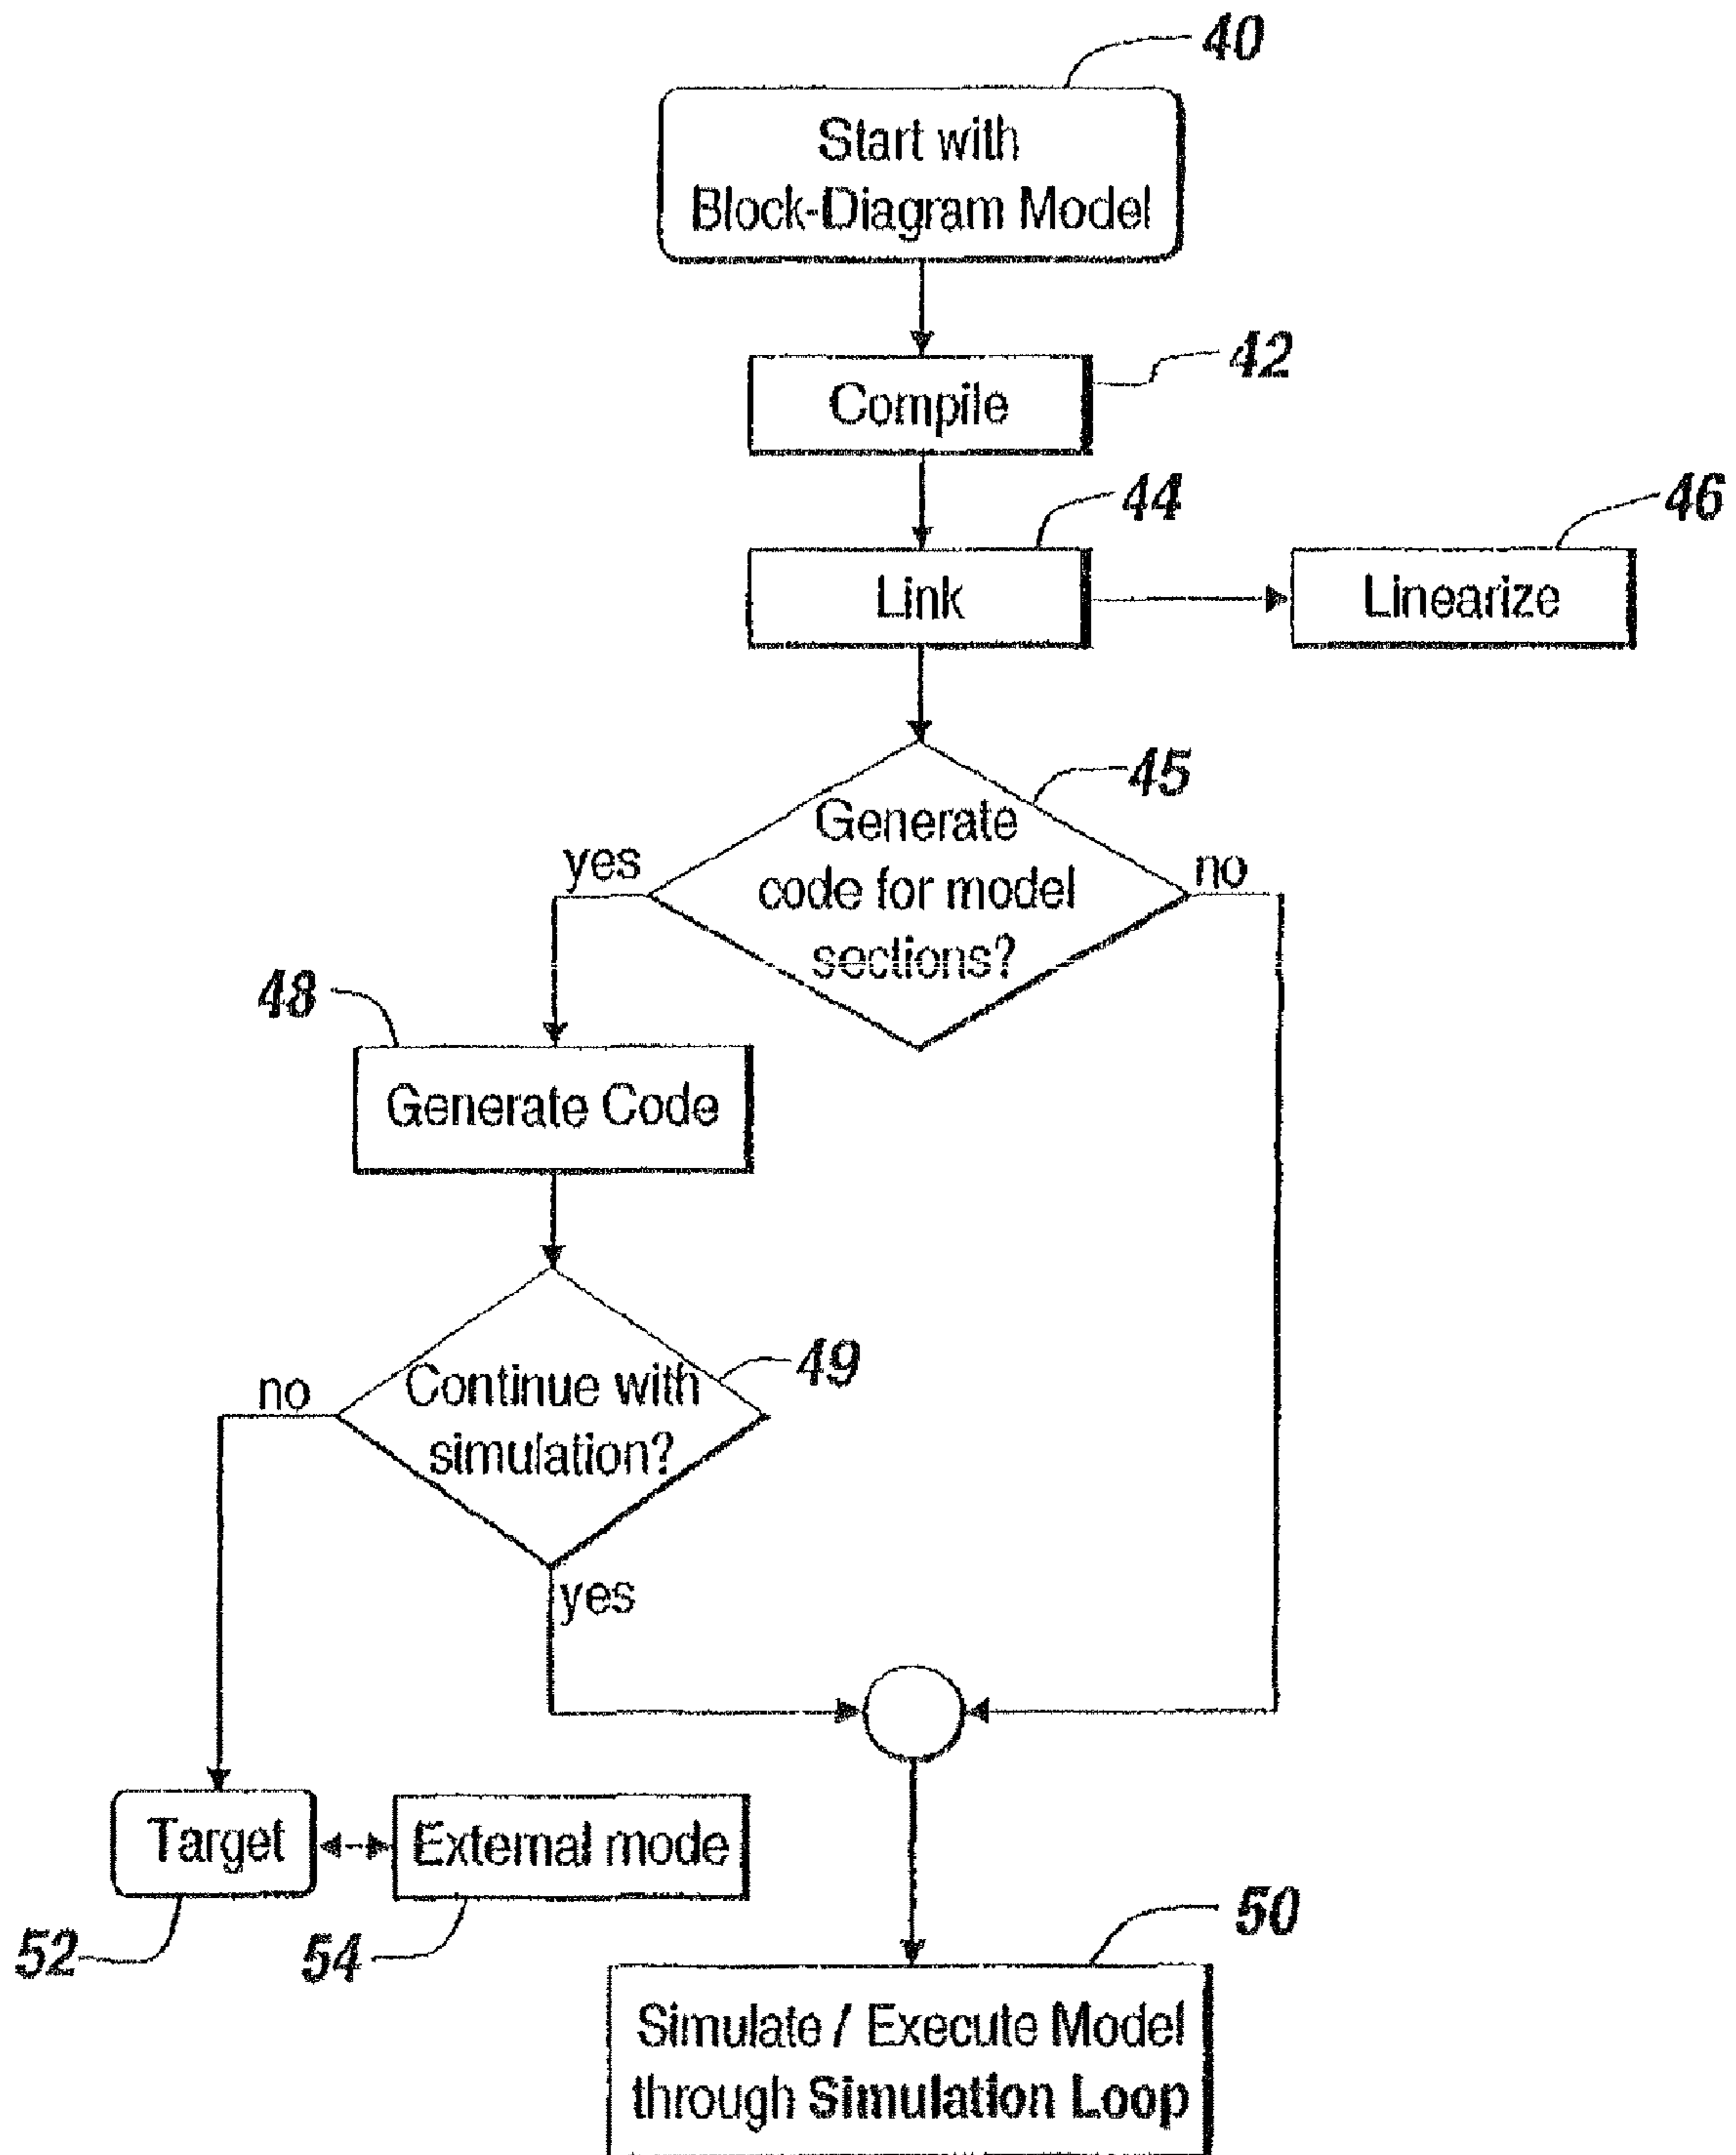 40
Start with
Block-Diagram Model
42
Compile
44
46
Link
Linearize
45
Generate
code for model
sections?
yes
no
48
Generate Code
49
Continue with
simulation?
no
yes
Target
External mode
52
54
50
Simulate / Execute Model
through Simulation Loop